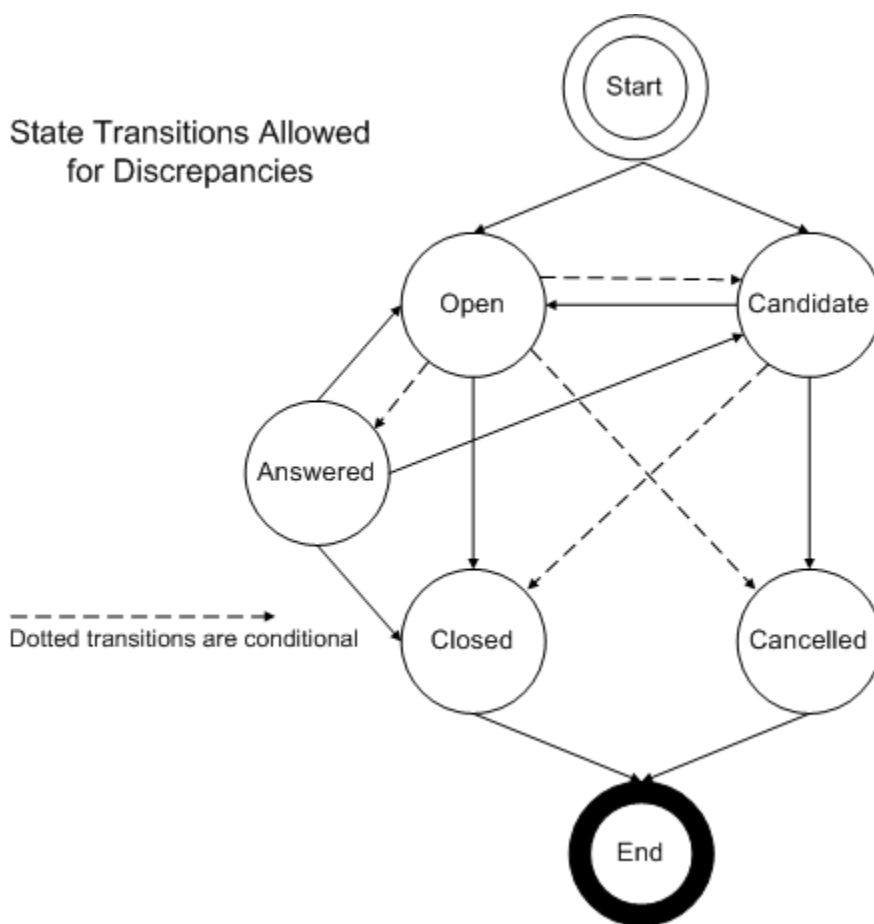 Start
State Transitions Allowed
for Discrepancies
Open
Candidate
Answered
Dotted transitions are conditional
Closed
Cancelled
End